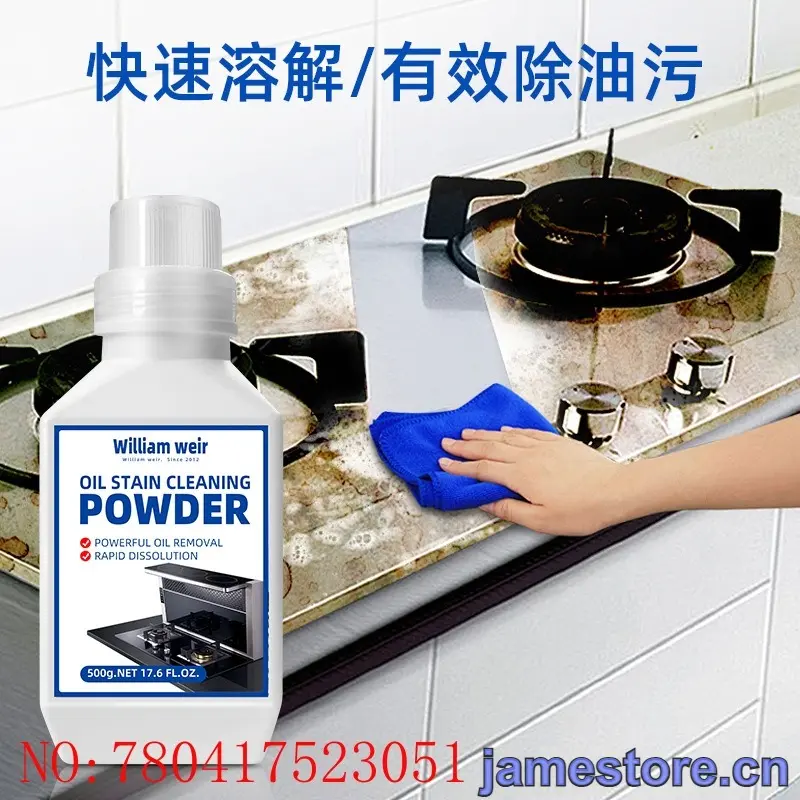 快速溶解/有效除油污
William weir
William weir, Since 2012
OIL STAIN CLEANING
POWDER
POWERFUL OIL REMOVAL
RAPID DISSOLUTION
500g.NET 17.6 FL.OZ.
NO:780417523051
jamestore.cn